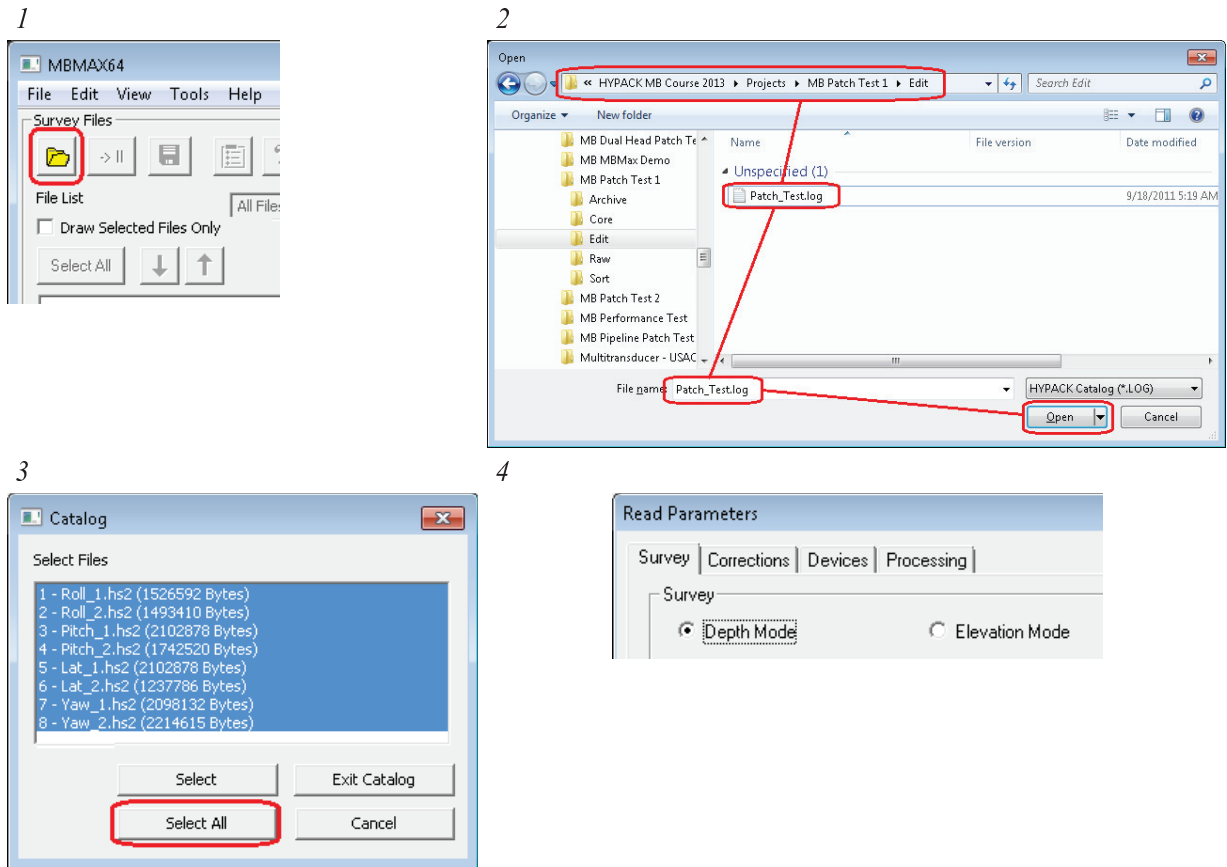 1
MBMAX64
File Edit View Tools Help
Survey Files
-> II
File List
All File
Draw Selected Files Only
Select All
2
Open
« HYPACK MB Course 2013 ▸ Projects ▸ MB Patch Test 1 ▸ Edit
Search Edit
Organize
New folder
MB Dual Head Patch Te
MB MBMax Demo
MB Patch Test 1
Archive
Core
Edit
Raw
Sort
MB Patch Test 2
MB Performance Test
MB Pipeline Patch Test
Multitransducer - USAC
Name File version Date modified
Unspecified (1)
Patch_Test.log 9/18/2011 5:19 AM
File name: Patch_Test.log
HYPACK Catalog (*.LOG)
Open Cancel
3
Catalog
Select Files
1 - Roll_1.hs2 (1526592 Bytes)
2 - Roll_2.hs2 (1493410 Bytes)
3 - Pitch_1.hs2 (2102878 Bytes)
4 - Pitch_2.hs2 (1742520 Bytes)
5 - Lat_1.hs2 (2102878 Bytes)
6 - Lat_2.hs2 (1237786 Bytes)
7 - Yaw_1.hs2 (2098132 Bytes)
8 - Yaw_2.hs2 (2214615 Bytes)
Select Exit Catalog
Select All Cancel
4
Read Parameters
Survey Corrections Devices Processing
Survey
Depth Mode Elevation Mode